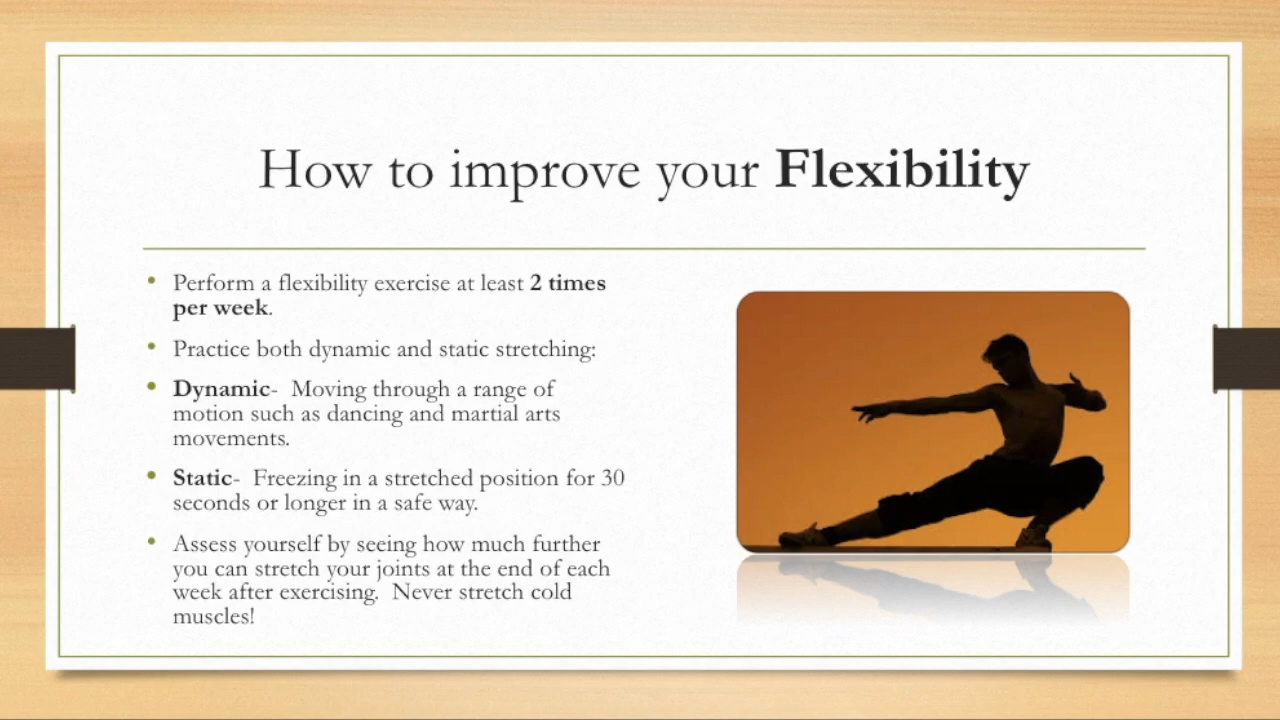 How to improve your Flexibility
• Perform a flexibility exercise at least 2 times
per week.
• Practice both dynamic and static stretching:
• Dynamic-  Moving through a range of
motion such as dancing and martial arts
movements.
• Static-  Freezing in a stretched position for 30
seconds or longer in a safe way.
• Assess yourself by seeing how much further
you can stretch your joints at the end of each
week after exercising.  Never stretch cold
muscles!